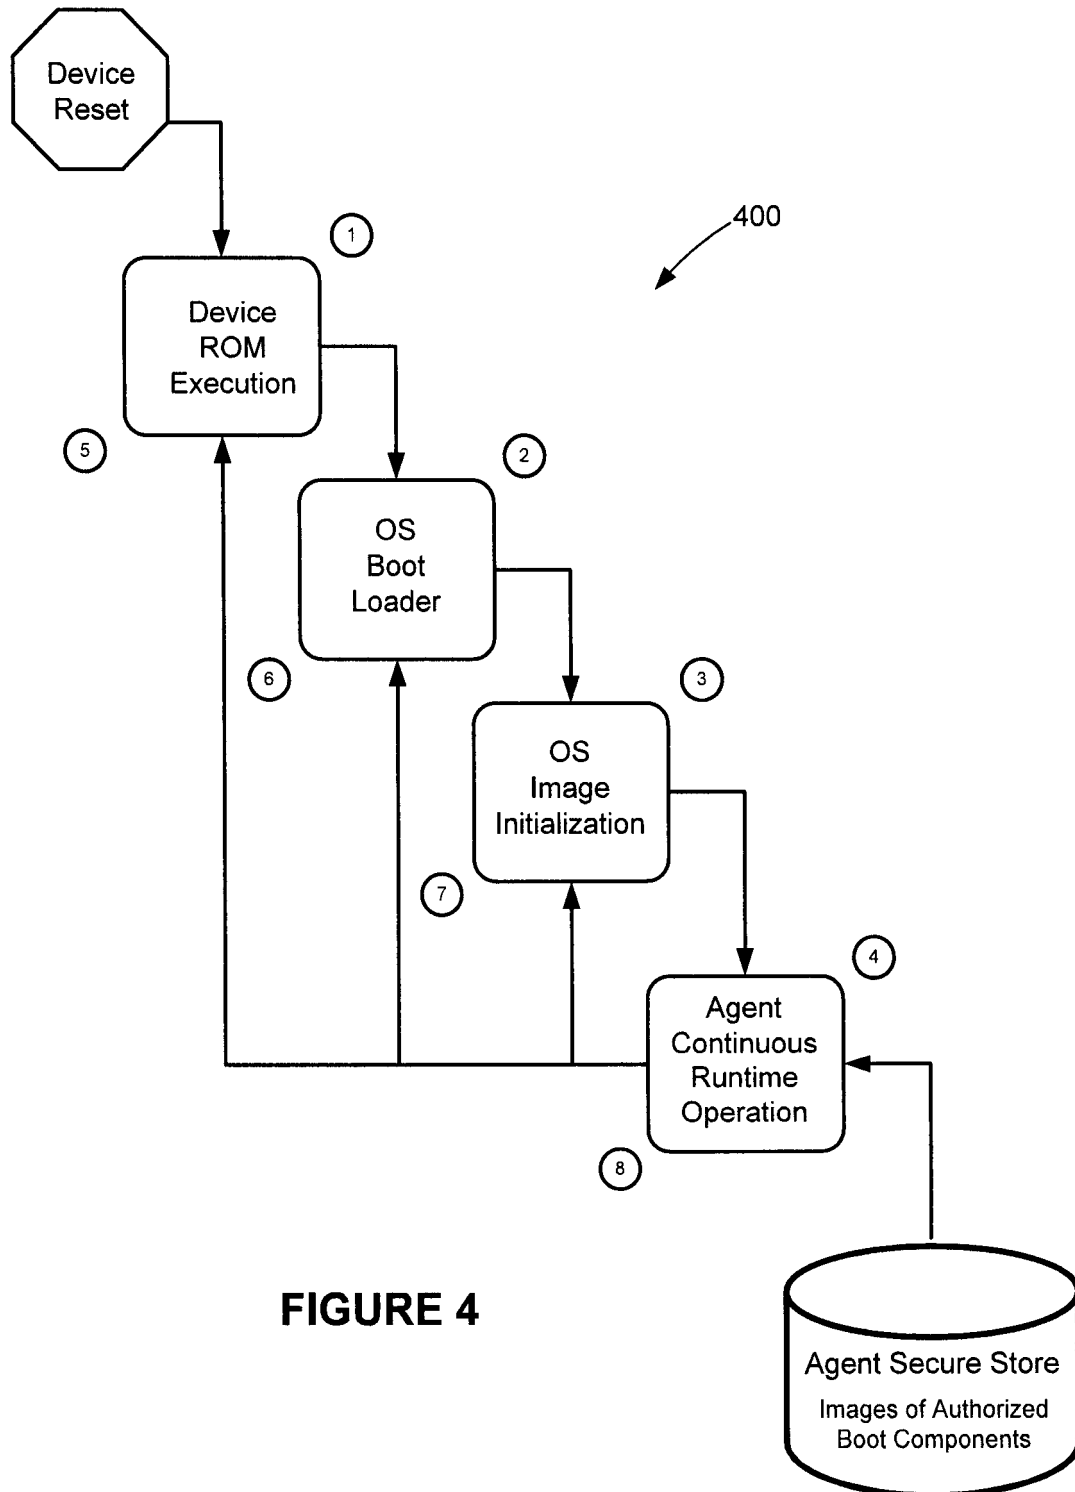 Device
Reset
400
1
Device
ROM
Execution
5
2
OS
Boot
Loader
6
3
OS
Image
Initialization
7
4
Agent
Continuous
Runtime
Operation
8
FIGURE 4
Agent Secure Store
Images of Authorized
Boot Components